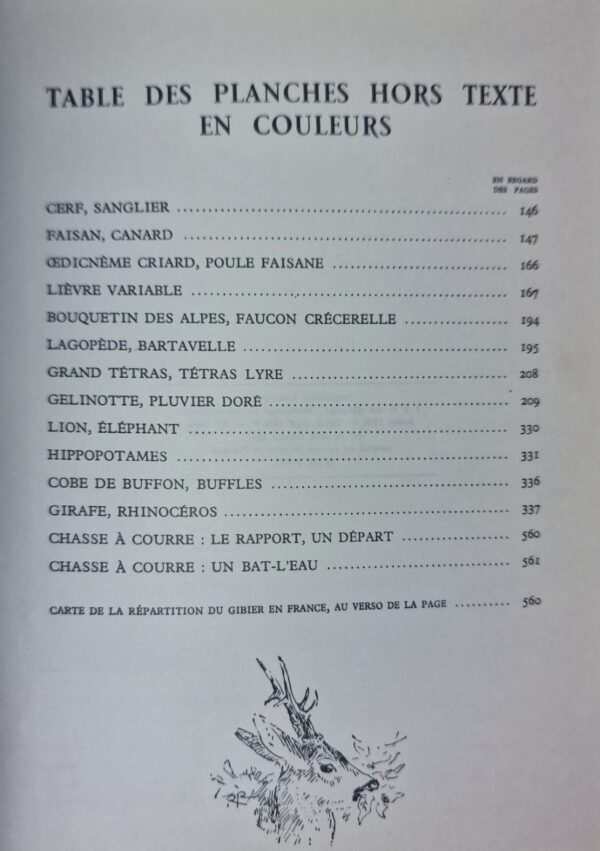 TABLE DES PLANCHES HORS TEXTE
EN COULEURS
EN REGARD
DES PAGES
CERF, SANGLIER 146
FAISAN, CANARD 147
ŒDICNÈME CRIARD, POULE FAISANE 166
LIÈVRE VARIABLE 167
BOUQUETIN DES ALPES, FAUCON CRÉCERELLE 194
LAGOPÈDE, BARTAVELLE 195
GRAND TÉTRAS, TÉTRAS LYRE 208
GELINOTTE, PLUVIER DORÉ 209
LION, ÉLÉPHANT 330
HIPPOPOTAMES 331
COBE DE BUFFON, BUFFLES 336
GIRAFE, RHINOCÉROS 337
CHASSE À COURRE : LE RAPPORT, UN DÉPART 560
CHASSE À COURRE : UN BAT-L'EAU 561
CARTE DE LA RÉPARTITION DU GIBIER EN FRANCE, AU VERSO DE LA PAGE 560